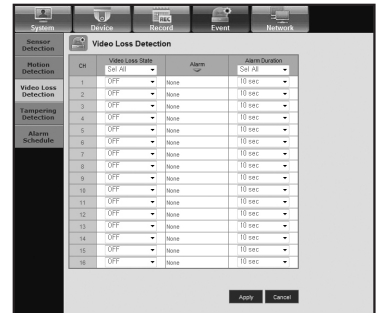 System Device Record Event Network
REC
Sensor Detection
Motion Detection
Video Loss Detection
Tampering Detection
Alarm Schedule
Video Loss Detection
CH Video Loss State Alarm Alarm Duration
Sel All Sel All
1 OFF None 10 sec
2 OFF None 10 sec
3 OFF None 10 sec
4 OFF None 10 sec
5 OFF None 10 sec
6 OFF None 10 sec
7 OFF None 10 sec
8 OFF None 10 sec
9 OFF None 10 sec
10 OFF None 10 sec
11 OFF None 10 sec
12 OFF None 10 sec
13 OFF None 10 sec
14 OFF None 10 sec
15 OFF None 10 sec
16 OFF None 10 sec
Apply Cancel